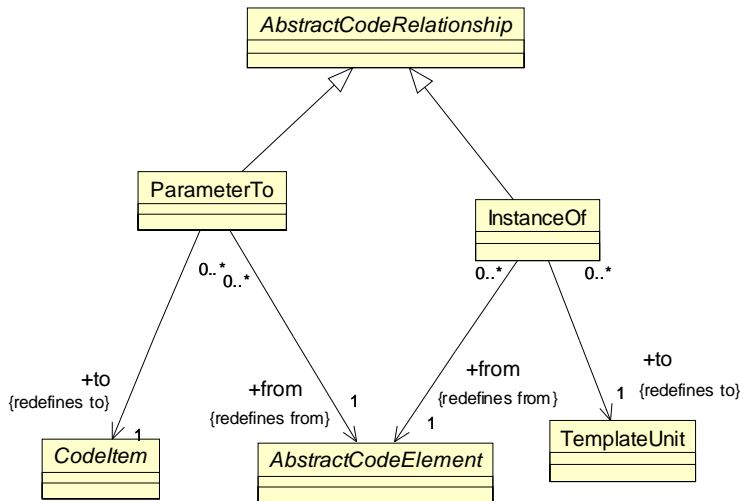 AbstractCodeRelationship
ParameterTo
InstanceOf
0..*
0..*
0..*
0..*
+to
{redefines to}
1
+from
{redefines from}
1
+from
{redefines from}
1
+to
{redefines to}
1
CodeItem
AbstractCodeElement
TemplateUnit